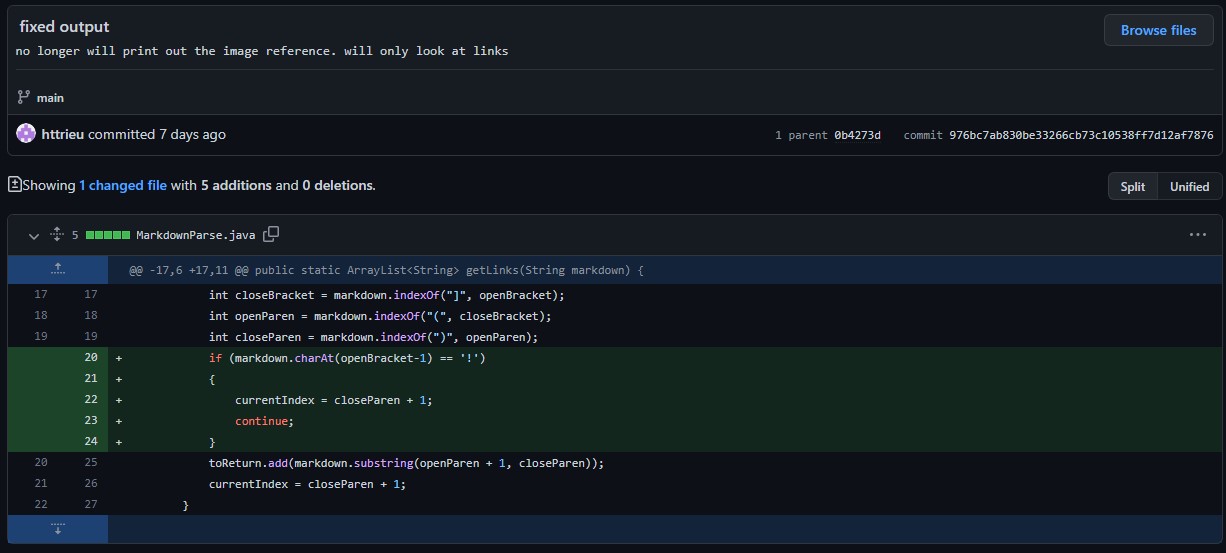 fixed output
Browse files
no longer will print out the image reference. will only look at links
main
httrieu committed 7 days ago
1 parent 0b4273d commit 976bc7ab830be33266cb73c10538ff7d12af7876
Showing 1 changed file with 5 additions and 0 deletions.
Split Unified
5 MarkdownParse.java
@@ -17,6 +17,11 @@ public static ArrayList<String> getLinks(String markdown) {
17 17 int closeBracket = markdown.indexOf("]", openBracket);
18 18 int openParen = markdown.indexOf("(", closeBracket);
19 19 int closeParen = markdown.indexOf(")", openParen);
20 + if (markdown.charAt(openBracket-1) == '!')
21 + {
22 + currentIndex = closeParen + 1;
23 + continue;
24 + }
20 25 toReturn.add(markdown.substring(openParen + 1, closeParen));
21 26 currentIndex = closeParen + 1;
22 27 }